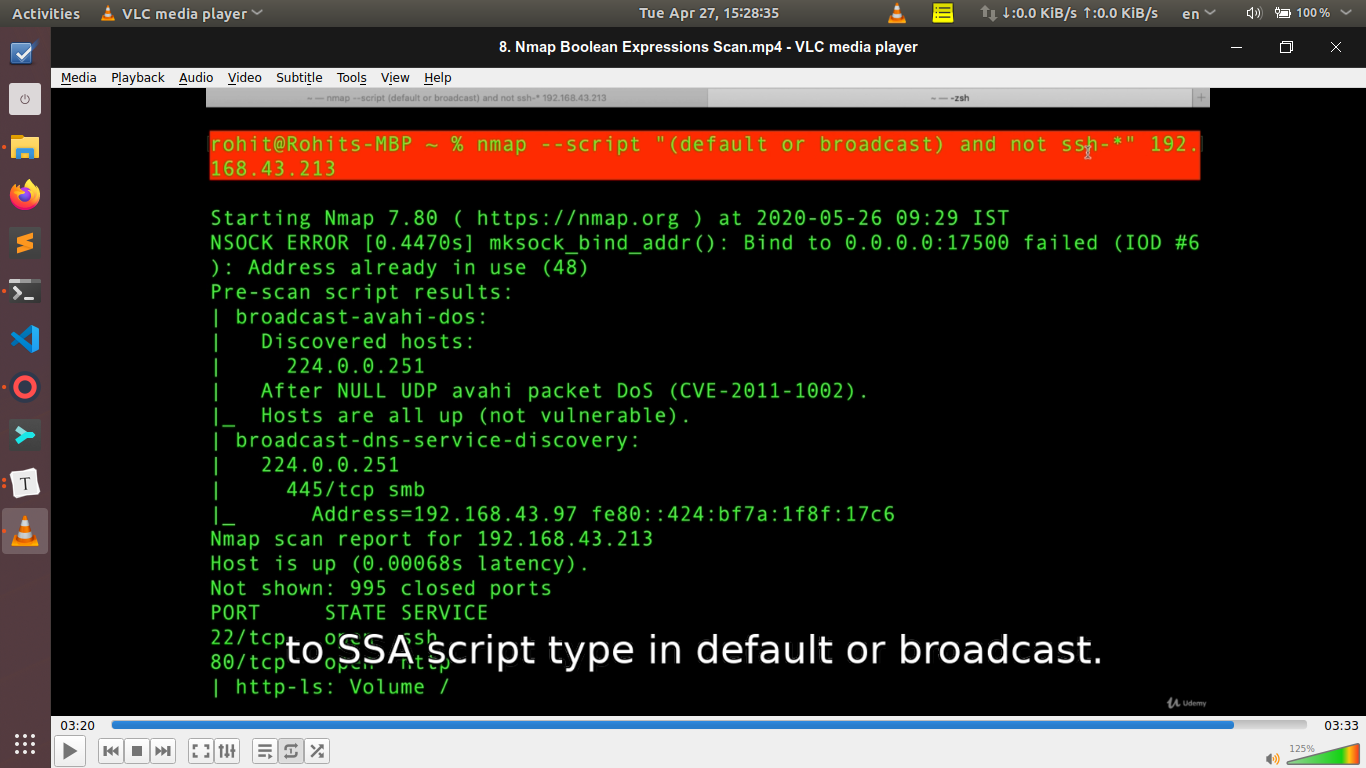 Activities VLC media player Tue Apr 27, 15:28:35 ↓:0.0 KiB/s ↑:0.0 KiB/s en 100 %
8. Nmap Boolean Expressions Scan.mp4 - VLC media player
Media Playback Audio Video Subtitle Tools View Help
~ — nmap --script (default or broadcast) and not ssh-* 192.168.43.213 ~ — -zsh +
rohit@Rohits-MBP ~ % nmap --script "(default or broadcast) and not ssh-*" 192.
168.43.213
Starting Nmap 7.80 ( https://nmap.org ) at 2020-05-26 09:29 IST
NSOCK ERROR [0.4470s] mksock_bind_addr(): Bind to 0.0.0.0:17500 failed (IOD #6
): Address already in use (48)
Pre-scan script results:
| broadcast-avahi-dos:
|   Discovered hosts:
|     224.0.0.251
|   After NULL UDP avahi packet DoS (CVE-2011-1002).
|_  Hosts are all up (not vulnerable).
| broadcast-dns-service-discovery:
|   224.0.0.251
|     445/tcp smb
|_      Address=192.168.43.97 fe80::424:bf7a:1f8f:17c6
Nmap scan report for 192.168.43.213
Host is up (0.00068s latency).
Not shown: 995 closed ports
PORT STATE SERVICE
22/tcp open ssh
to SSA script type in default or broadcast.
80/tcp open http
| http-ls: Volume /
Udemy
03:20 03:33
125%